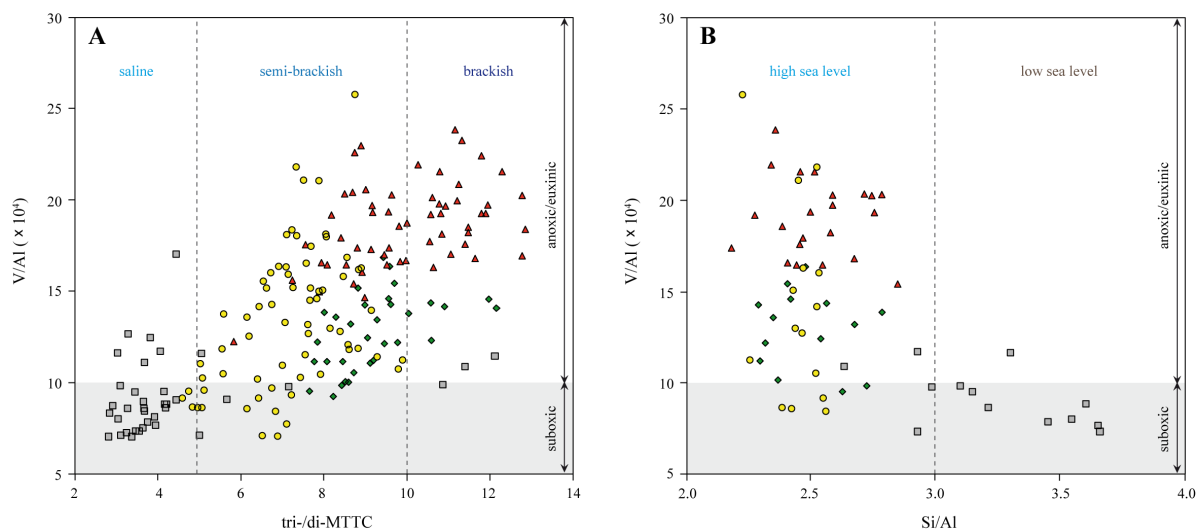 A
saline
semi-brackish
brackish
anoxic/euxinic
suboxic
V/Al ( × 10⁴)
30
25
20
15
10
5
2
4
6
8
10
12
14
tri-/di-MTTC
B
high sea level
low sea level
anoxic/euxinic
suboxic
V/Al ( × 10⁴)
30
25
20
15
10
5
2.0
2.5
3.0
3.5
4.0
Si/Al